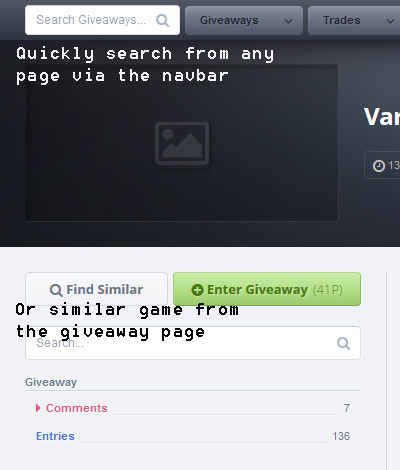 Search Giveaways...
Giveaways
Trades
Quickly search from any
page via the navbar
Var
13
Find Similar
Enter Giveaway (41P)
Or similar game from
the giveaway page
Search...
Giveaway
Comments 7
Entries 136